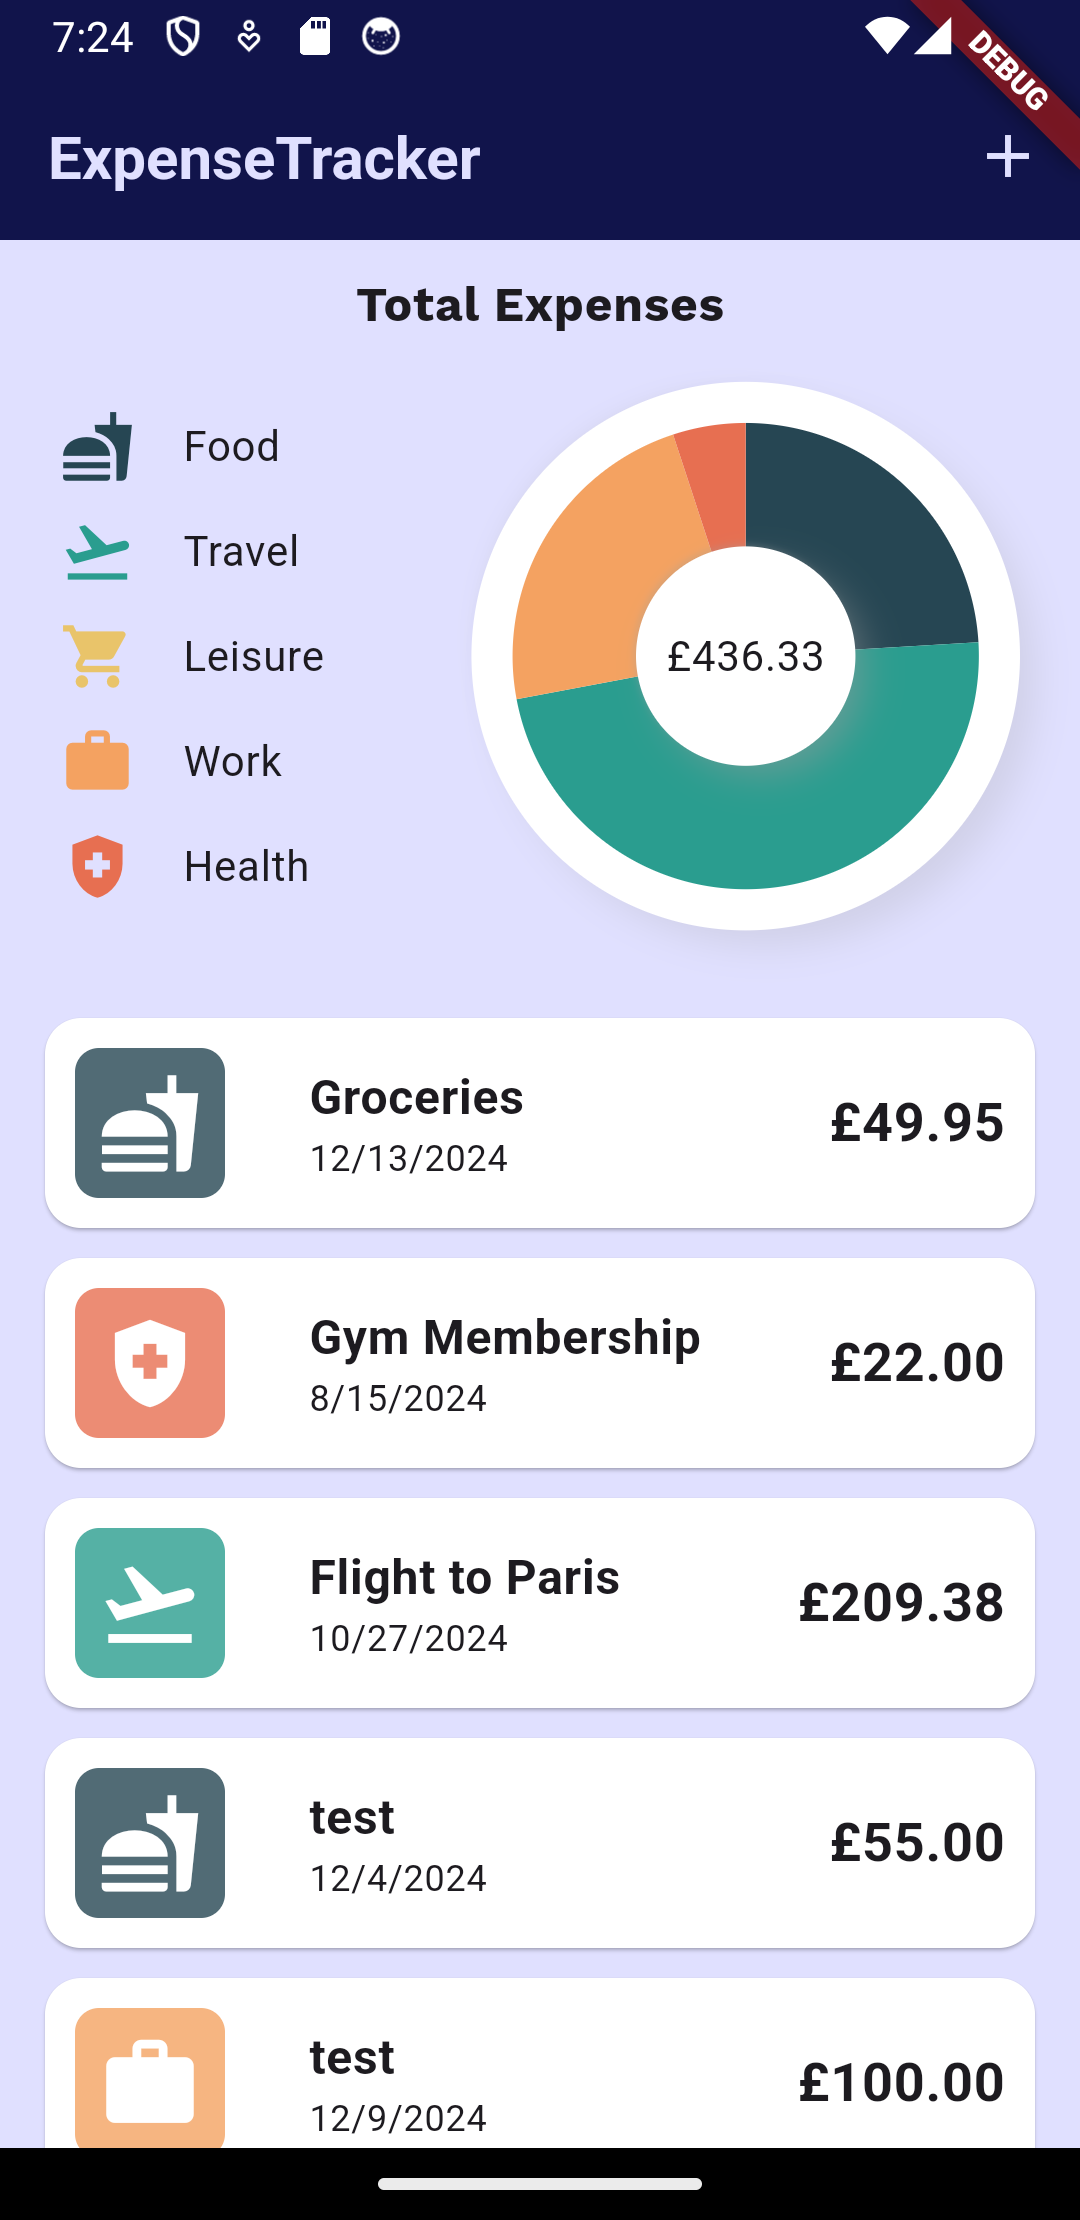 7:24
DEBUG
ExpenseTracker
Total Expenses
Food
Travel
Leisure
Work
Health
£436.33
Groceries
12/13/2024
£49.95
Gym Membership
8/15/2024
£22.00
Flight to Paris
10/27/2024
£209.38
test
12/4/2024
£55.00
test
12/9/2024
£100.00